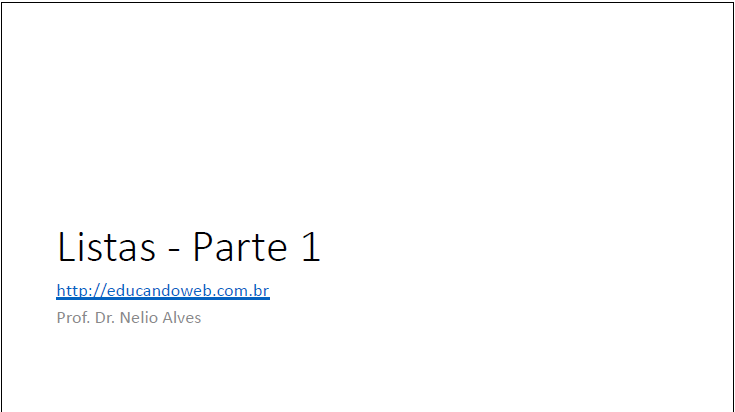 Listas - Parte 1
http://educandoweb.com.br
Prof. Dr. Nelio Alves